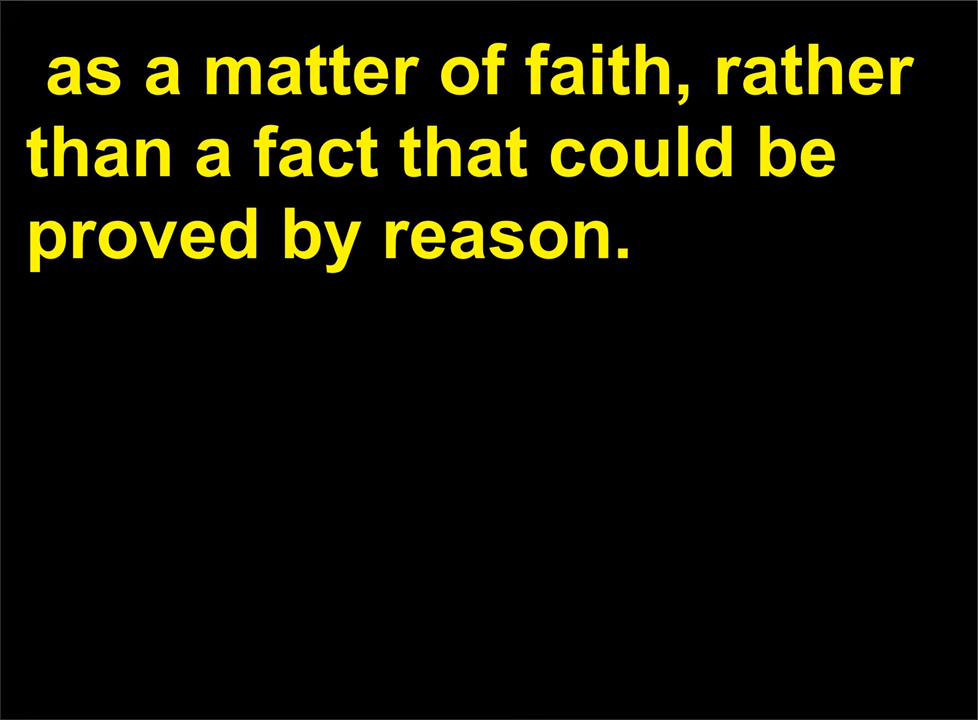 as a matter of faith, rather
than a fact that could be
proved by reason.